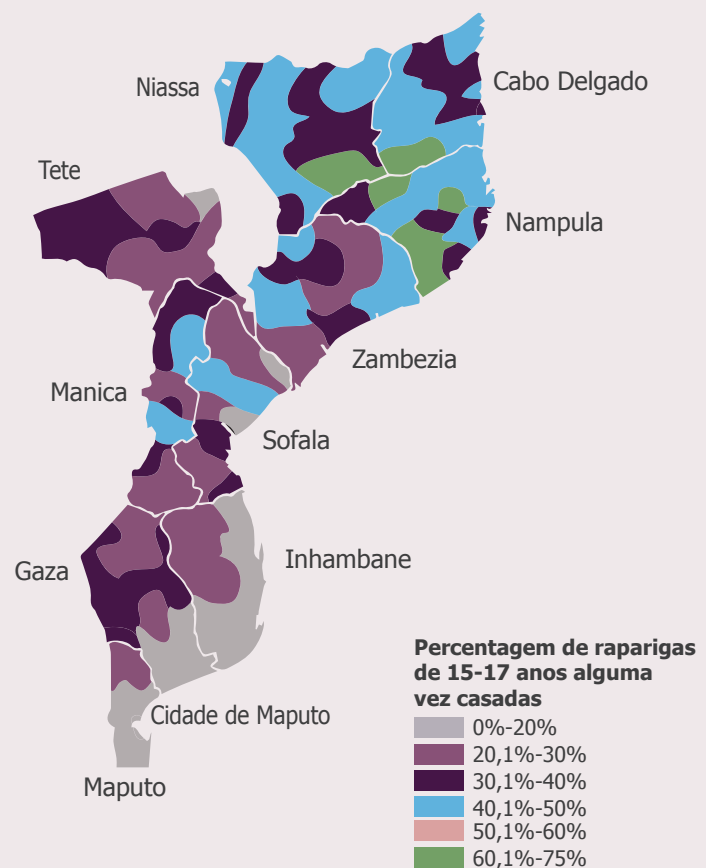 Niassa
Cabo Delgado
Tete
Nampula
Zambezia
Manica
Sofala
Inhambane
Gaza
Cidade de Maputo
Maputo
Percentagem de raparigas
de 15-17 anos alguma
vez casadas
0%-20%
20,1%-30%
30,1%-40%
40,1%-50%
50,1%-60%
60,1%-75%